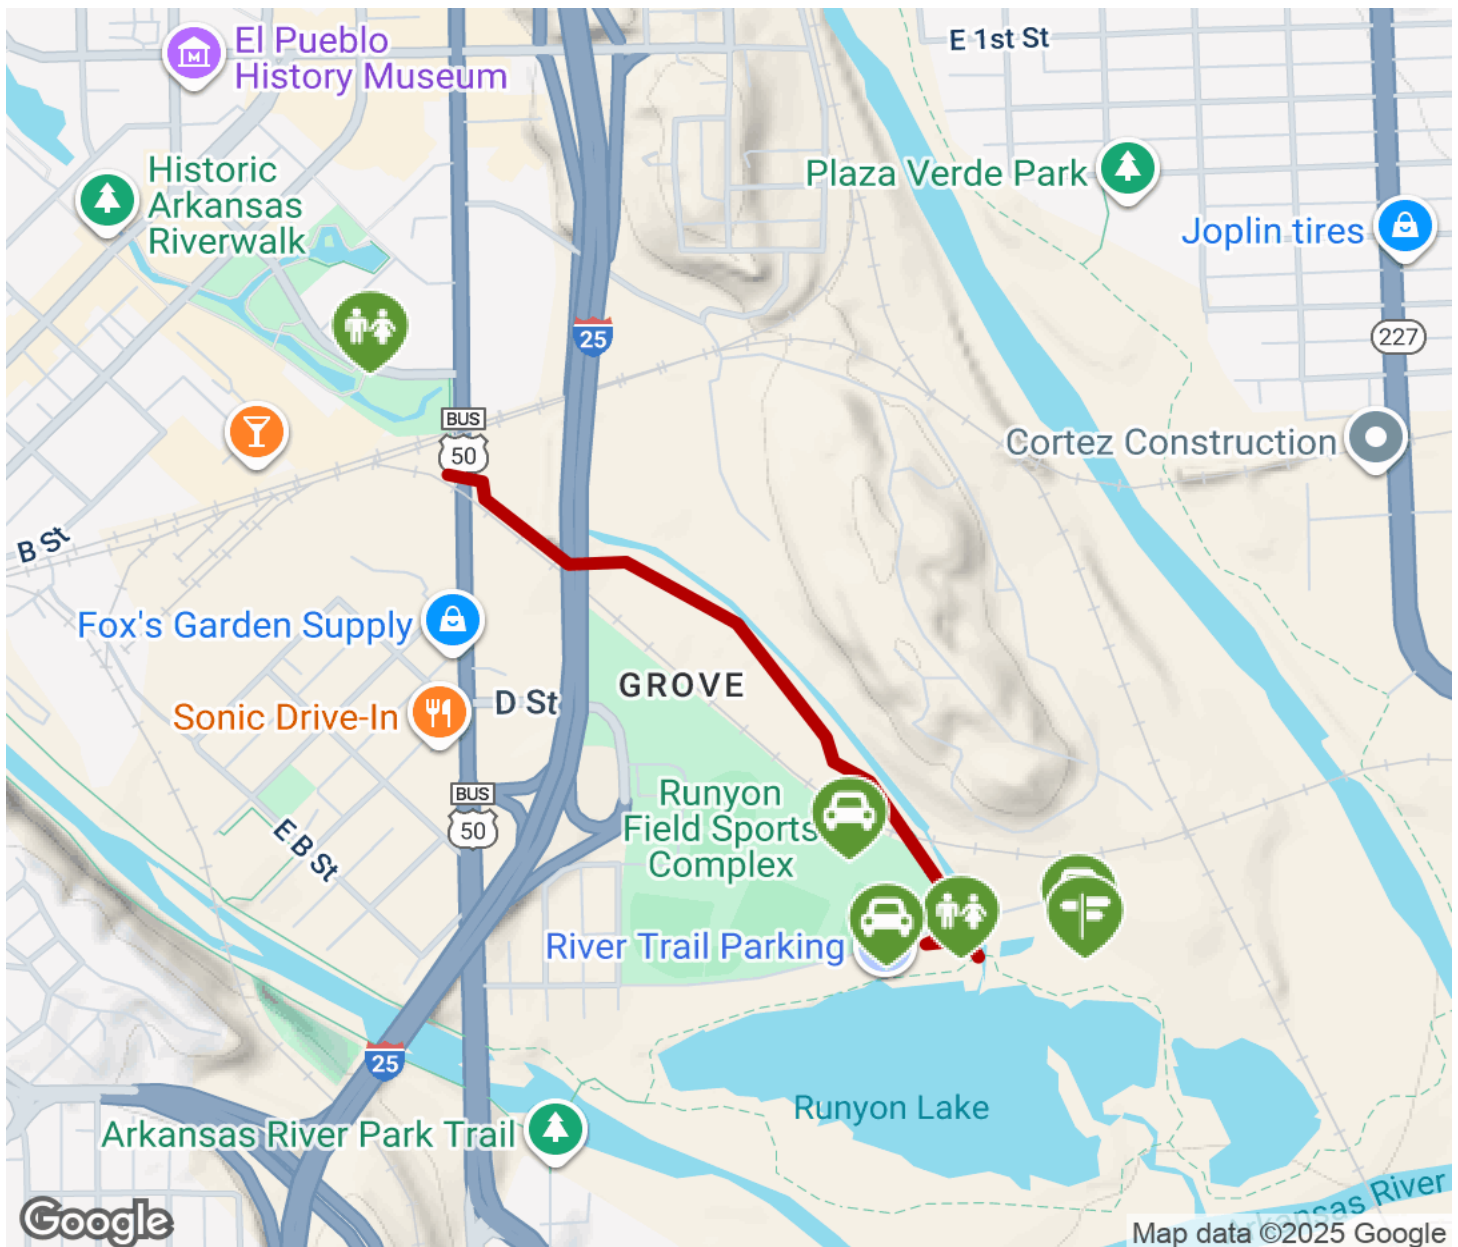 El Pueblo
History Museum
E 1st St
Historic
Arkansas
Riverwalk
Plaza Verde Park
Joplin tires
25
227
BUS
50
Cortez Construction
B St
Fox's Garden Supply
GROVE
D St
Sonic Drive-In
BUS
50
Runyon
Field Sports
Complex
E B St
River Trail Parking
25
Runyon Lake
Arkansas River Park Trail
Arkansas River
Google
Map data ©2025 Google